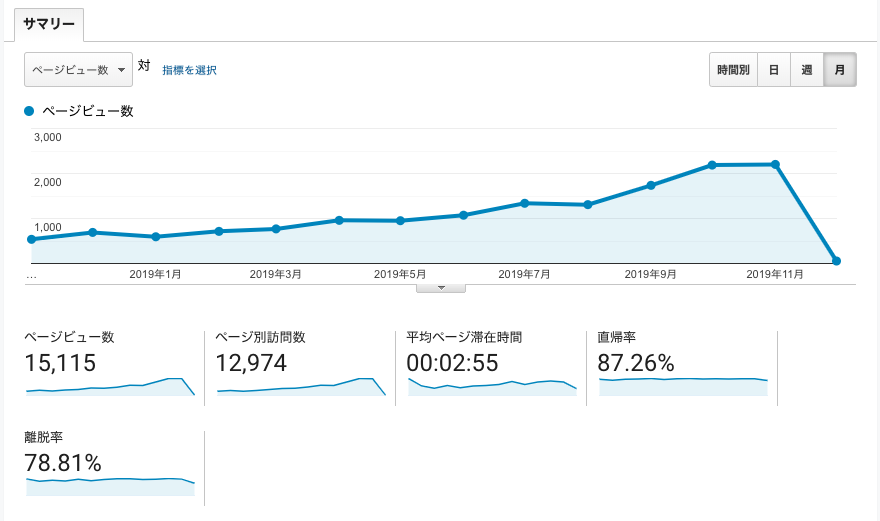 サマリー
ページビュー数 対 指標を選択
時間別 日 週 月
ページビュー数
3,000
2,000
1,000
... 2019年1月 2019年3月 2019年5月 2019年7月 2019年9月 2019年11月
ページビュー数 ページ別訪問数 平均ページ滞在時間 直帰率
15,115 12,974 00:02:55 87.26%
離脱率
78.81%